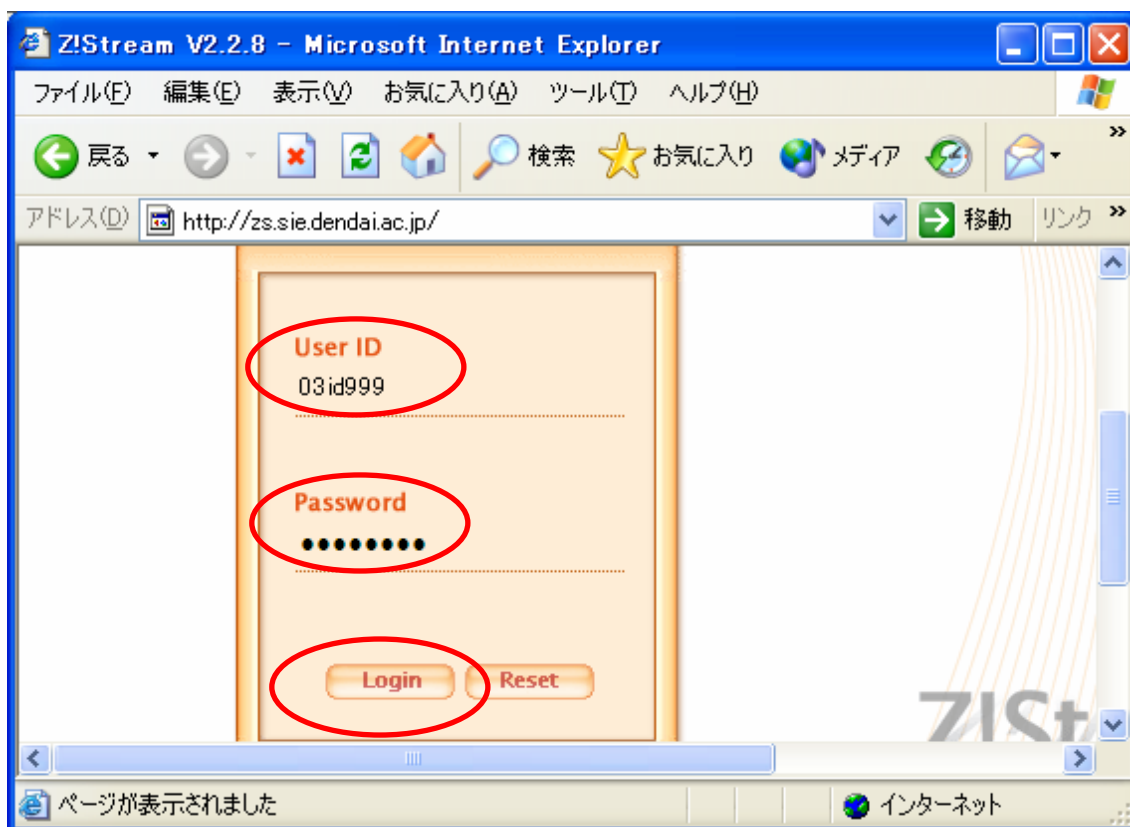 Z!Stream V2.2.8 - Microsoft Internet Explorer
ファイル(F) 編集(E) 表示(V) お気に入り(A) ツール(T) ヘルプ(H)
戻る 検索 お気に入り メディア »
アドレス(D) http://zs.sie.dendai.ac.jp/ 移動 リンク »
User ID
03id999
Password
●●●●●●●●
Login Reset
Z!St
ページが表示されました インターネット